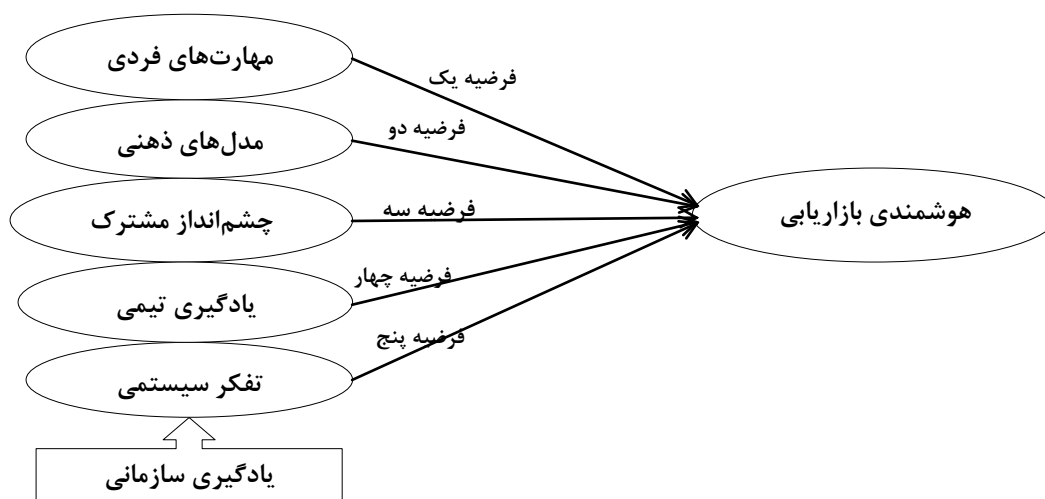 مهارت‌های فردی
فرضیه یک
مدل‌های ذهنی
فرضیه دو
چشم‌انداز مشترک
فرضیه سه
هوشمندی بازاریابی
یادگیری تیمی
فرضیه چهار
تفکر سیستمی
فرضیه پنج
یادگیری سازمانی